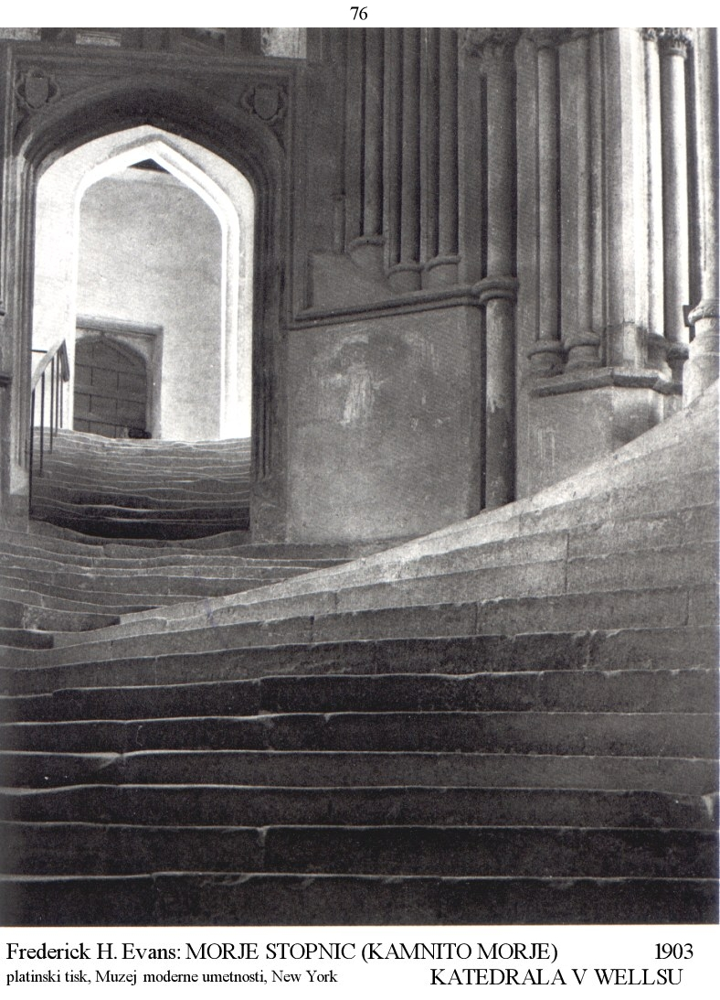 76
Frederick H. Evans: MORJE STOPNIC (KAMNITO MORJE) 1903
platinski tisk, Muzej moderne umetnosti, New York KATEDRALA V WELLSU